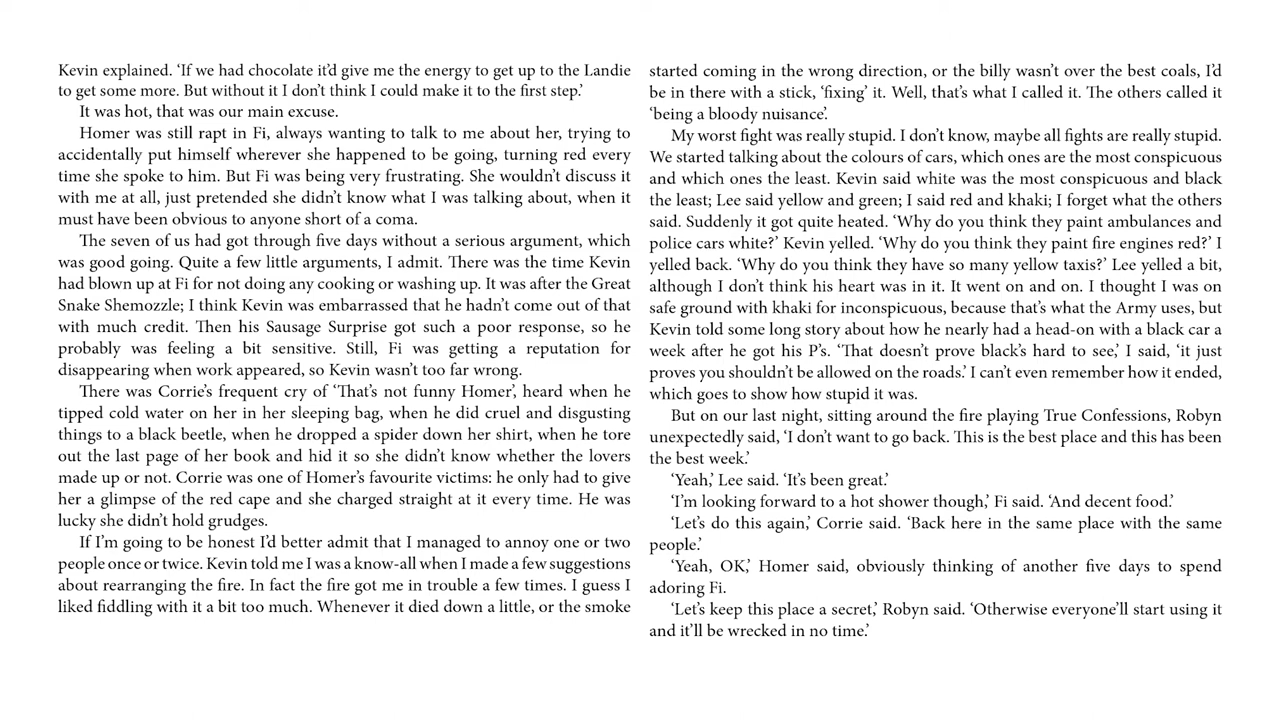 Kevin explained. ‘If we had chocolate it’d give me the energy to get up to the Landie
to get some more. But without it I don’t think I could make it to the first step.’
It was hot, that was our main excuse.
Homer was still rapt in Fi, always wanting to talk to me about her, trying to
accidentally put himself wherever she happened to be going, turning red every
time she spoke to him. But Fi was being very frustrating. She wouldn’t discuss it
with me at all, just pretended she didn’t know what I was talking about, when it
must have been obvious to anyone short of a coma.
The seven of us had got through five days without a serious argument, which
was good going. Quite a few little arguments, I admit. There was the time Kevin
had blown up at Fi for not doing any cooking or washing up. It was after the Great
Snake Shemozzle; I think Kevin was embarrassed that he hadn’t come out of that
with much credit. Then his Sausage Surprise got such a poor response, so he
probably was feeling a bit sensitive. Still, Fi was getting a reputation for
disappearing when work appeared, so Kevin wasn’t too far wrong.
There was Corrie’s frequent cry of ‘That’s not funny Homer’, heard when he
tipped cold water on her in her sleeping bag, when he did cruel and disgusting
things to a black beetle, when he dropped a spider down her shirt, when he tore
out the last page of her book and hid it so she didn’t know whether the lovers
made up or not. Corrie was one of Homer’s favourite victims: he only had to give
her a glimpse of the red cape and she charged straight at it every time. He was
lucky she didn’t hold grudges.
If I’m going to be honest I’d better admit that I managed to annoy one or two
people once or twice. Kevin told me I was a know-all when I made a few suggestions
about rearranging the fire. In fact the fire got me in trouble a few times. I guess I
liked fiddling with it a bit too much. Whenever it died down a little, or the smoke
started coming in the wrong direction, or the billy wasn’t over the best coals, I’d
be in there with a stick, ‘fixing’ it. Well, that’s what I called it. The others called it
‘being a bloody nuisance’.
My worst fight was really stupid. I don’t know, maybe all fights are really stupid.
We started talking about the colours of cars, which ones are the most conspicuous
and which ones the least. Kevin said white was the most conspicuous and black
the least; Lee said yellow and green; I said red and khaki; I forget what the others
said. Suddenly it got quite heated. ‘Why do you think they paint ambulances and
police cars white?’ Kevin yelled. ‘Why do you think they paint fire engines red?’ I
yelled back. ‘Why do you think they have so many yellow taxis?’ Lee yelled a bit,
although I don’t think his heart was in it. It went on and on. I thought I was on
safe ground with khaki for inconspicuous, because that’s what the Army uses, but
Kevin told some long story about how he nearly had a head-on with a black car a
week after he got his P’s. ‘That doesn’t prove black’s hard to see,’ I said, ‘it just
proves you shouldn’t be allowed on the roads.’ I can’t even remember how it ended,
which goes to show how stupid it was.
But on our last night, sitting around the fire playing True Confessions, Robyn
unexpectedly said, ‘I don’t want to go back. This is the best place and this has been
the best week.’
‘Yeah,’ Lee said. ‘It’s been great.’
‘I’m looking forward to a hot shower though,’ Fi said. ‘And decent food.’
‘Let’s do this again,’ Corrie said. ‘Back here in the same place with the same
people.’
‘Yeah, OK,’ Homer said, obviously thinking of another five days to spend
adoring Fi.
‘Let’s keep this place a secret,’ Robyn said. ‘Otherwise everyone’ll start using it
and it’ll be wrecked in no time.’